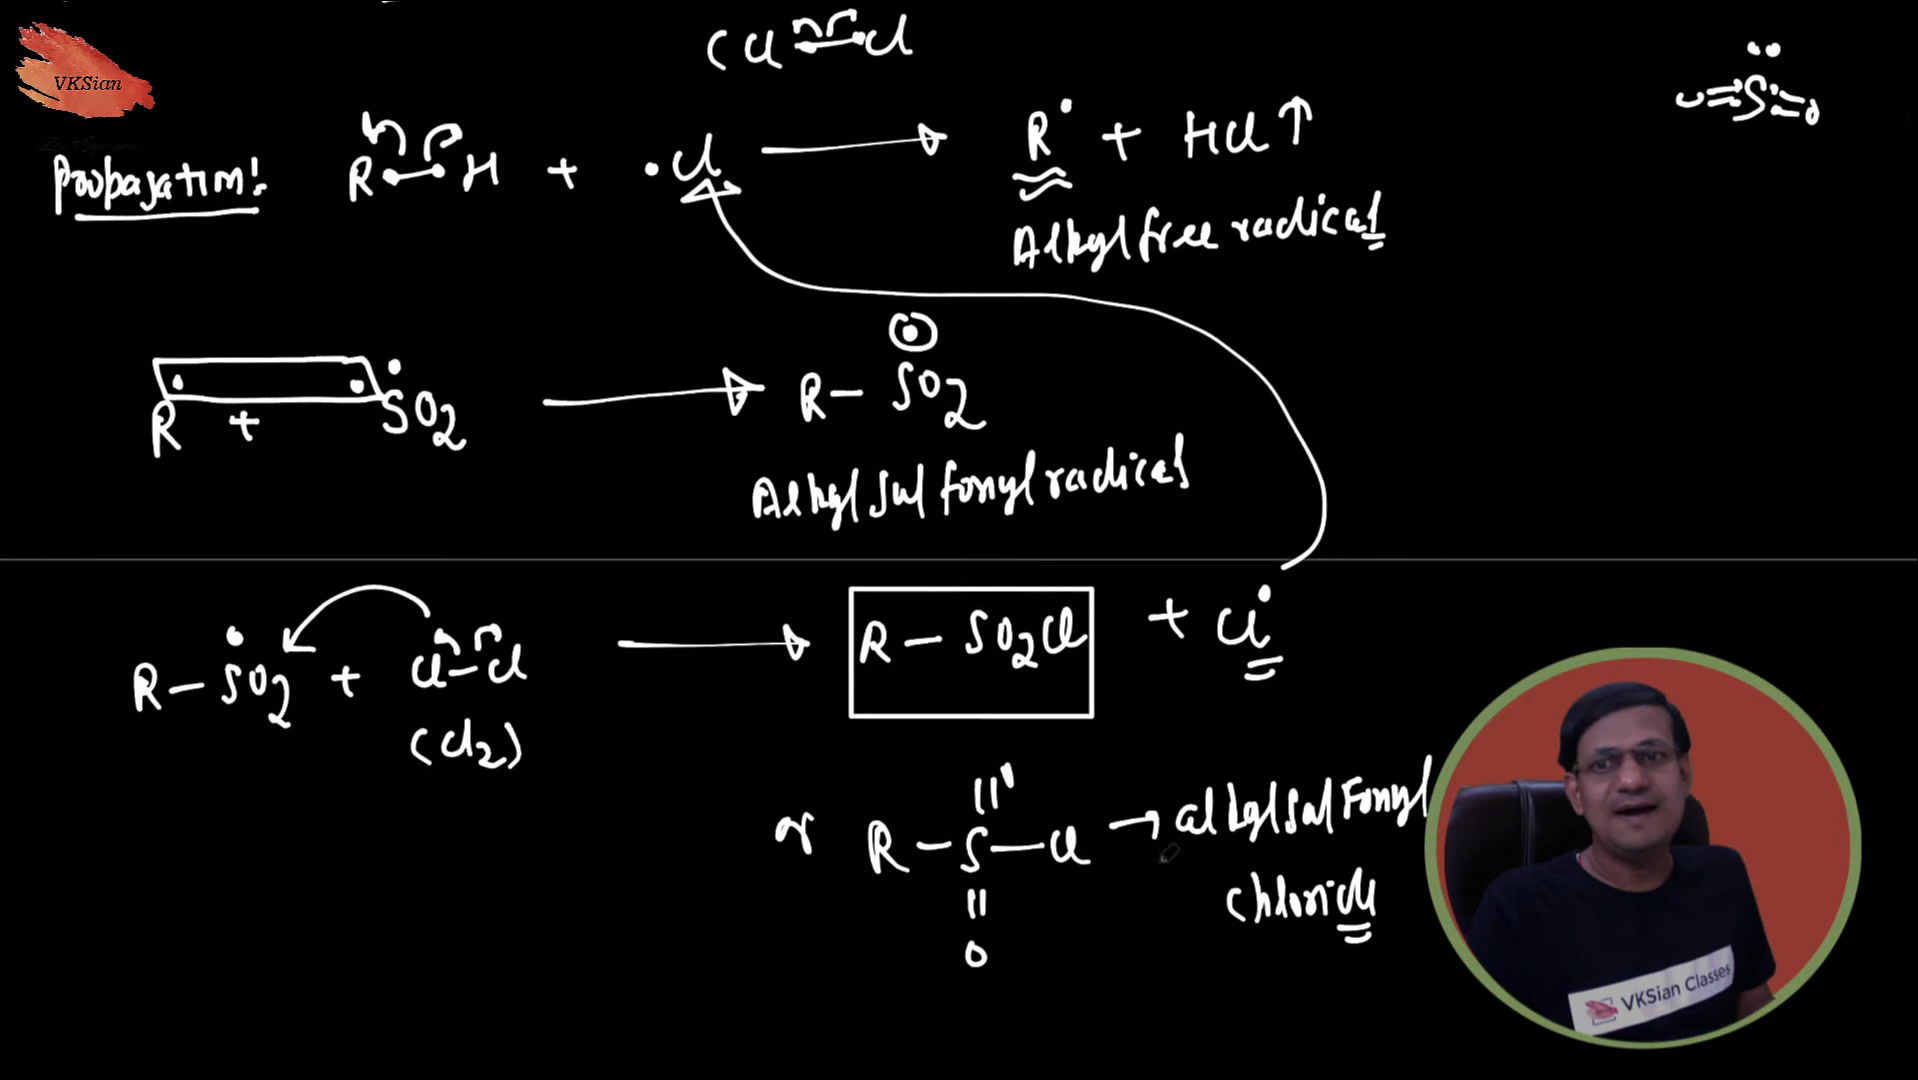 VKSian
Cl — Cl
:S
O=S=O
Propagation! R — H + •Cl → R• + HCl ↑
Alkyl free radical
R• + •SO2 → R — SO2•
Alkyl sulfonyl radical
R — SO2• + Cl — Cl → R — SO2Cl + Cl•
(Cl2)
or R — S — Cl → alkyl sulfonyl
chloride
O
VKSian Classes